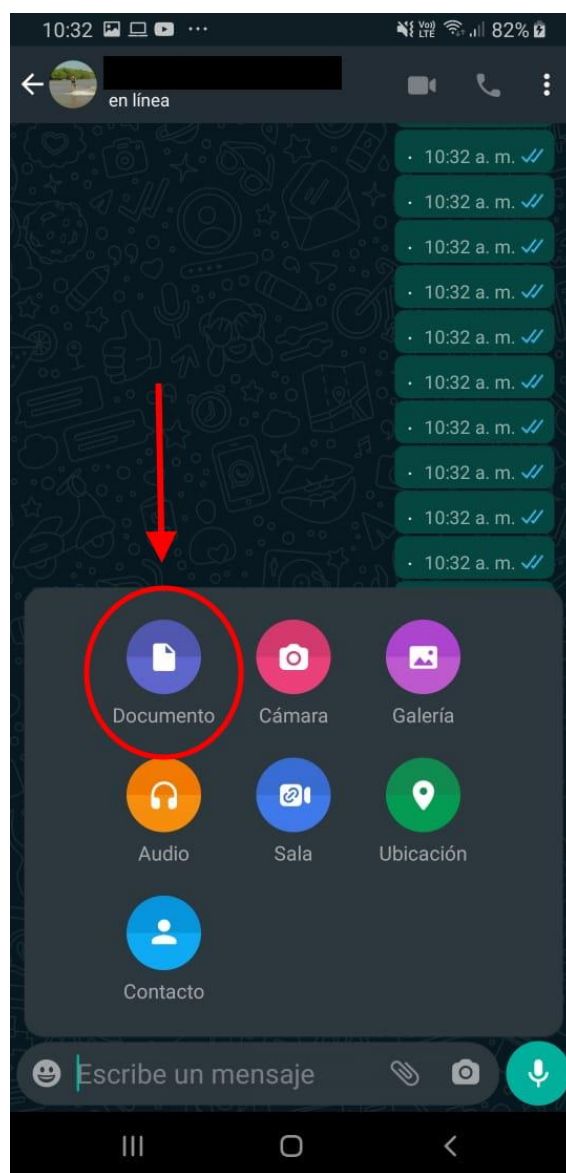 10:32 ... 82%
en línea
. 10:32 a. m.
. 10:32 a. m.
. 10:32 a. m.
. 10:32 a. m.
. 10:32 a. m.
. 10:32 a. m.
. 10:32 a. m.
. 10:32 a. m.
. 10:32 a. m.
. 10:32 a. m.
Documento Cámara Galería
Audio Sala Ubicación
Contacto
Escribe un mensaje